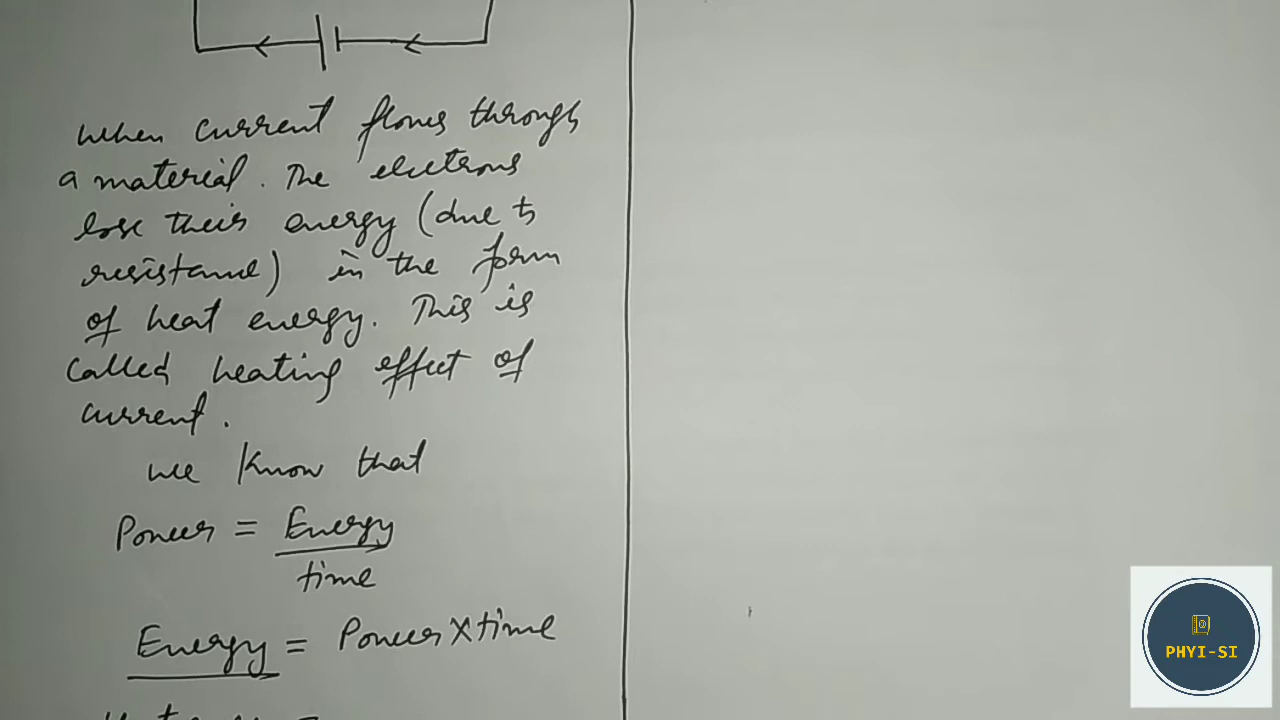 When current flows through
a material. The electrons
lose their energy (due to
resistance) in the form
of heat energy. This is
called heating effect of
current.
we know that
Power = Energy
time
Energy = Power X time
PHYI-SI